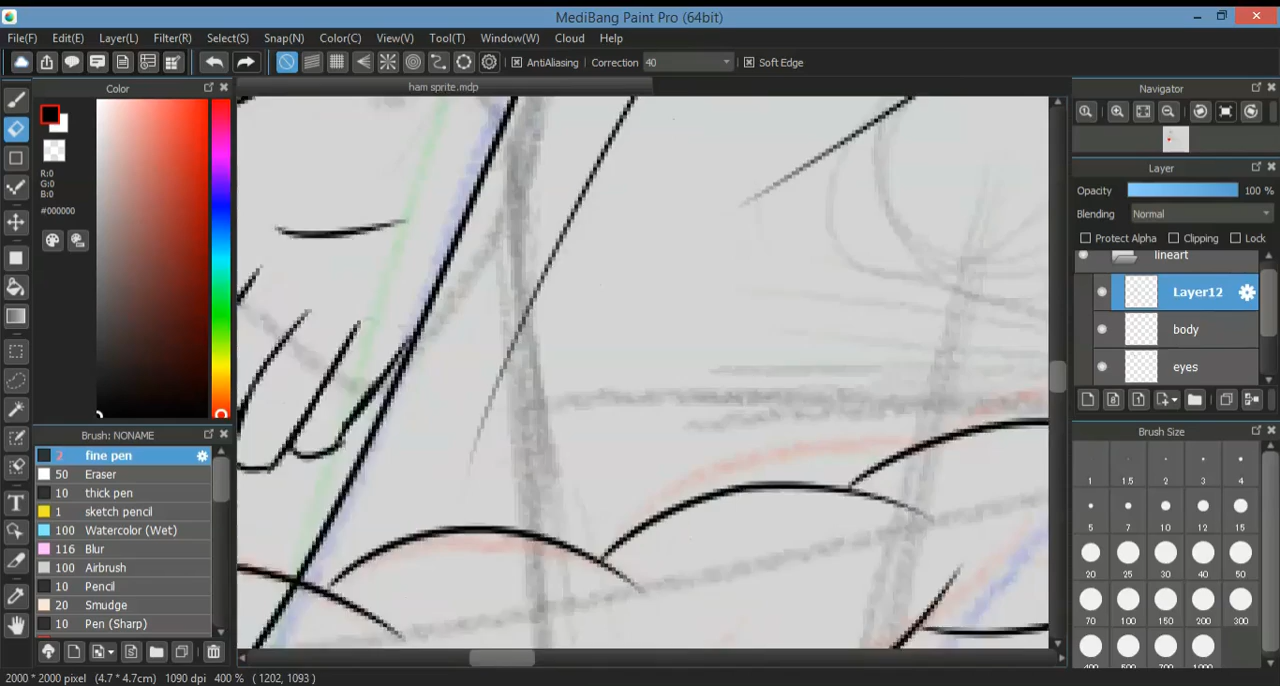 MediBang Paint Pro (64bit)
File(F) Edit(E) Layer(L) Filter(R) Select(S) Snap(N) Color(C) View(V) Tool(T) Window(W) Cloud Help
AntiAliasing Correction 40 Soft Edge
Color
ham sprite.mdp
Navigator
R:0
G:0
B:0
#000000
Layer
Opacity 100 %
Blending Normal
Protect Alpha Clipping Lock
lineart
Layer12
body
eyes
Brush: NONAME
2 fine pen
50 Eraser
10 thick pen
1 sketch pencil
100 Watercolor (Wet)
116 Blur
100 Airbrush
10 Pencil
20 Smudge
10 Pen (Sharp)
Brush Size
1 1.5 2 3 4
5 7 10 12 15
20 25 30 40 50
70 100 150 200 300
400 500 700 1000
2000 * 2000 pixel (4.7 * 4.7cm) 1090 dpi 400 % ( 1202, 1093 )